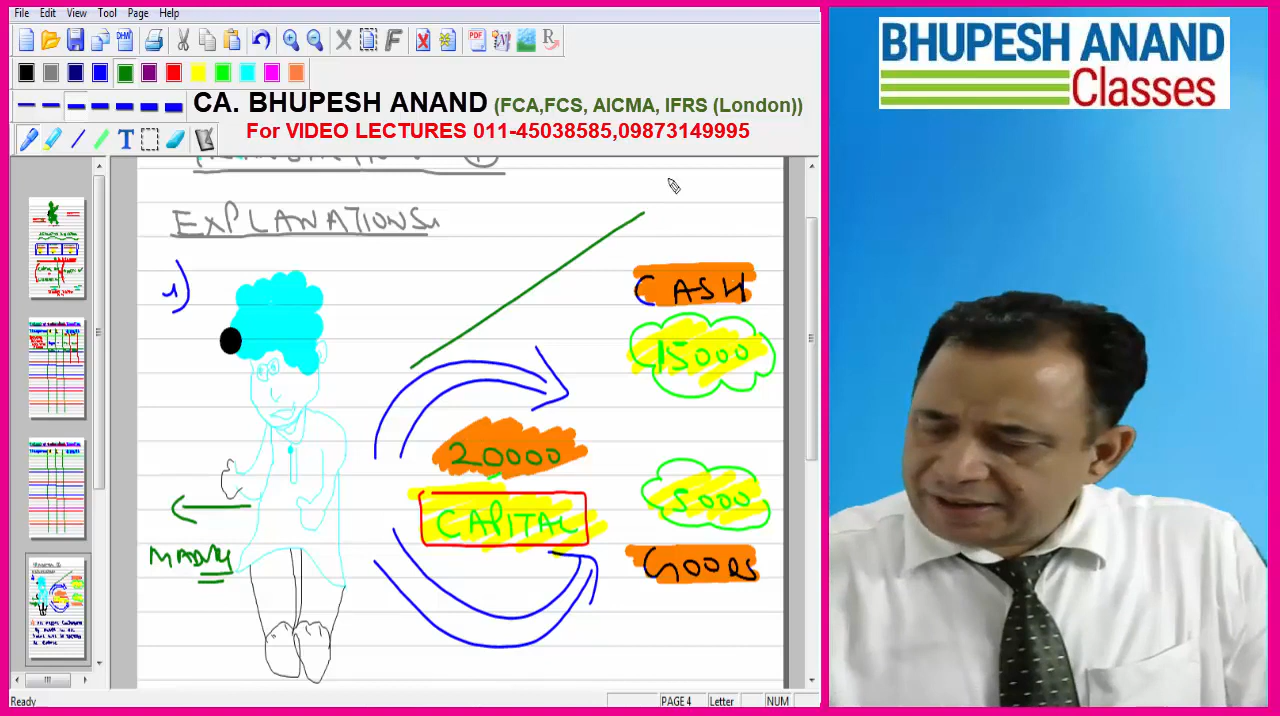 File Edit View Tool Page Help
CA. BHUPESH ANAND (FCA,FCS, AICMA, IFRS (London))
For VIDEO LECTURES 011-45038585,09873149995
BHUPESH ANAND
Classes
EXPLANATIONS
1)
CASH
15000
20000
CAPITAL
5000
GOODS
Ready
PAGE 4
Letter
NUM